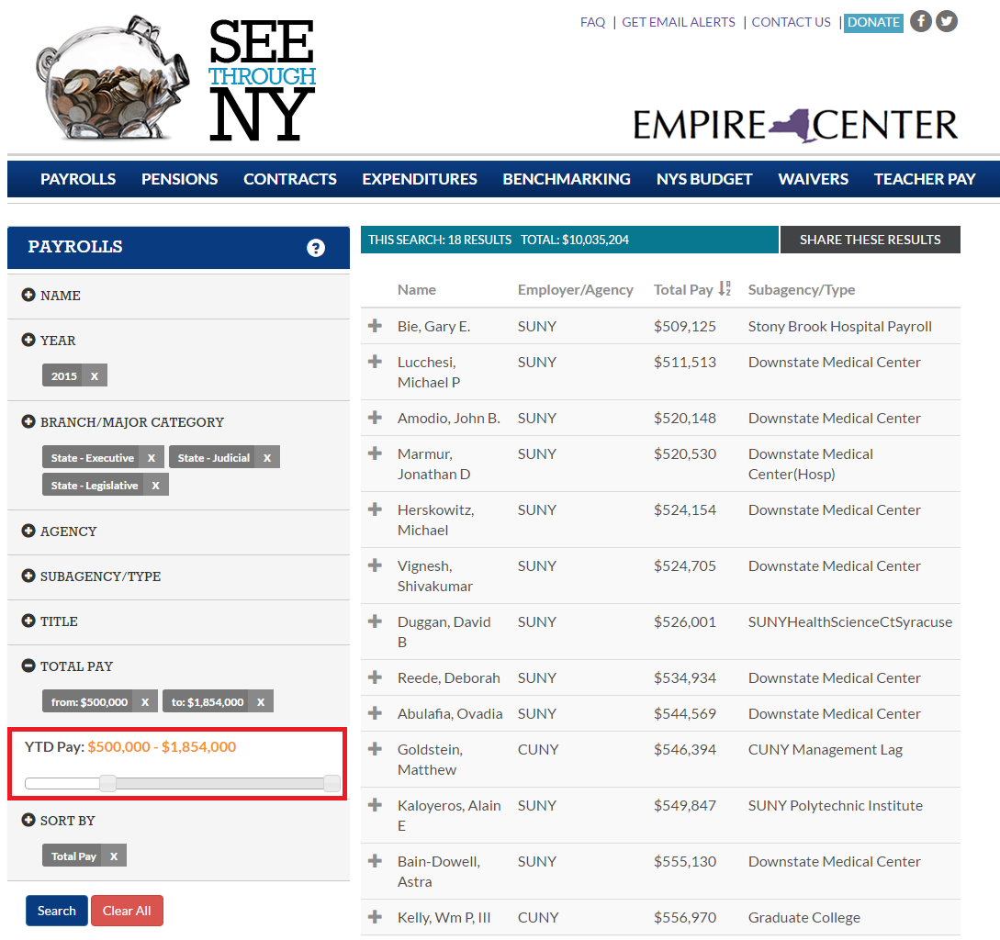 SEE
THROUGH
NY
FAQ | GET EMAIL ALERTS | CONTACT US | DONATE
EMPIRE CENTER
PAYROLLS PENSIONS CONTRACTS EXPENDITURES BENCHMARKING NYS BUDGET WAIVERS TEACHER PAY
PAYROLLS ?
NAME
YEAR
2015 X
BRANCH/MAJOR CATEGORY
State - Executive X State - Judicial X
State - Legislative X
AGENCY
SUBAGENCY/TYPE
TITLE
TOTAL PAY
from: $500,000 X to: $1,854,000 X
YTD Pay: $500,000 - $1,854,000
SORT BY
Total Pay X
Search Clear All
THIS SEARCH: 18 RESULTS TOTAL: $10,035,204 SHARE THESE RESULTS
Name Employer/Agency Total Pay Subagency/Type
Bie, Gary E. SUNY $509,125 Stony Brook Hospital Payroll
Lucchesi, SUNY $511,513 Downstate Medical Center
Michael P
Amodio, John B. SUNY $520,148 Downstate Medical Center
Marmur, SUNY $520,530 Downstate Medical
Jonathan D Center(Hosp)
Herskowitz, SUNY $524,154 Downstate Medical Center
Michael
Vignesh, SUNY $524,705 Downstate Medical Center
Shivakumar
Duggan, David SUNY $526,001 SUNYHealthScienceCtSyracuse
B
Reede, Deborah SUNY $534,934 Downstate Medical Center
Abulafia, Ovadia SUNY $544,569 Downstate Medical Center
Goldstein, CUNY $546,394 CUNY Management Lag
Matthew
Kaloyeros, Alain SUNY $549,847 SUNY Polytechnic Institute
E
Bain-Dowell, SUNY $555,130 Downstate Medical Center
Astra
Kelly, Wm P, III CUNY $556,970 Graduate College